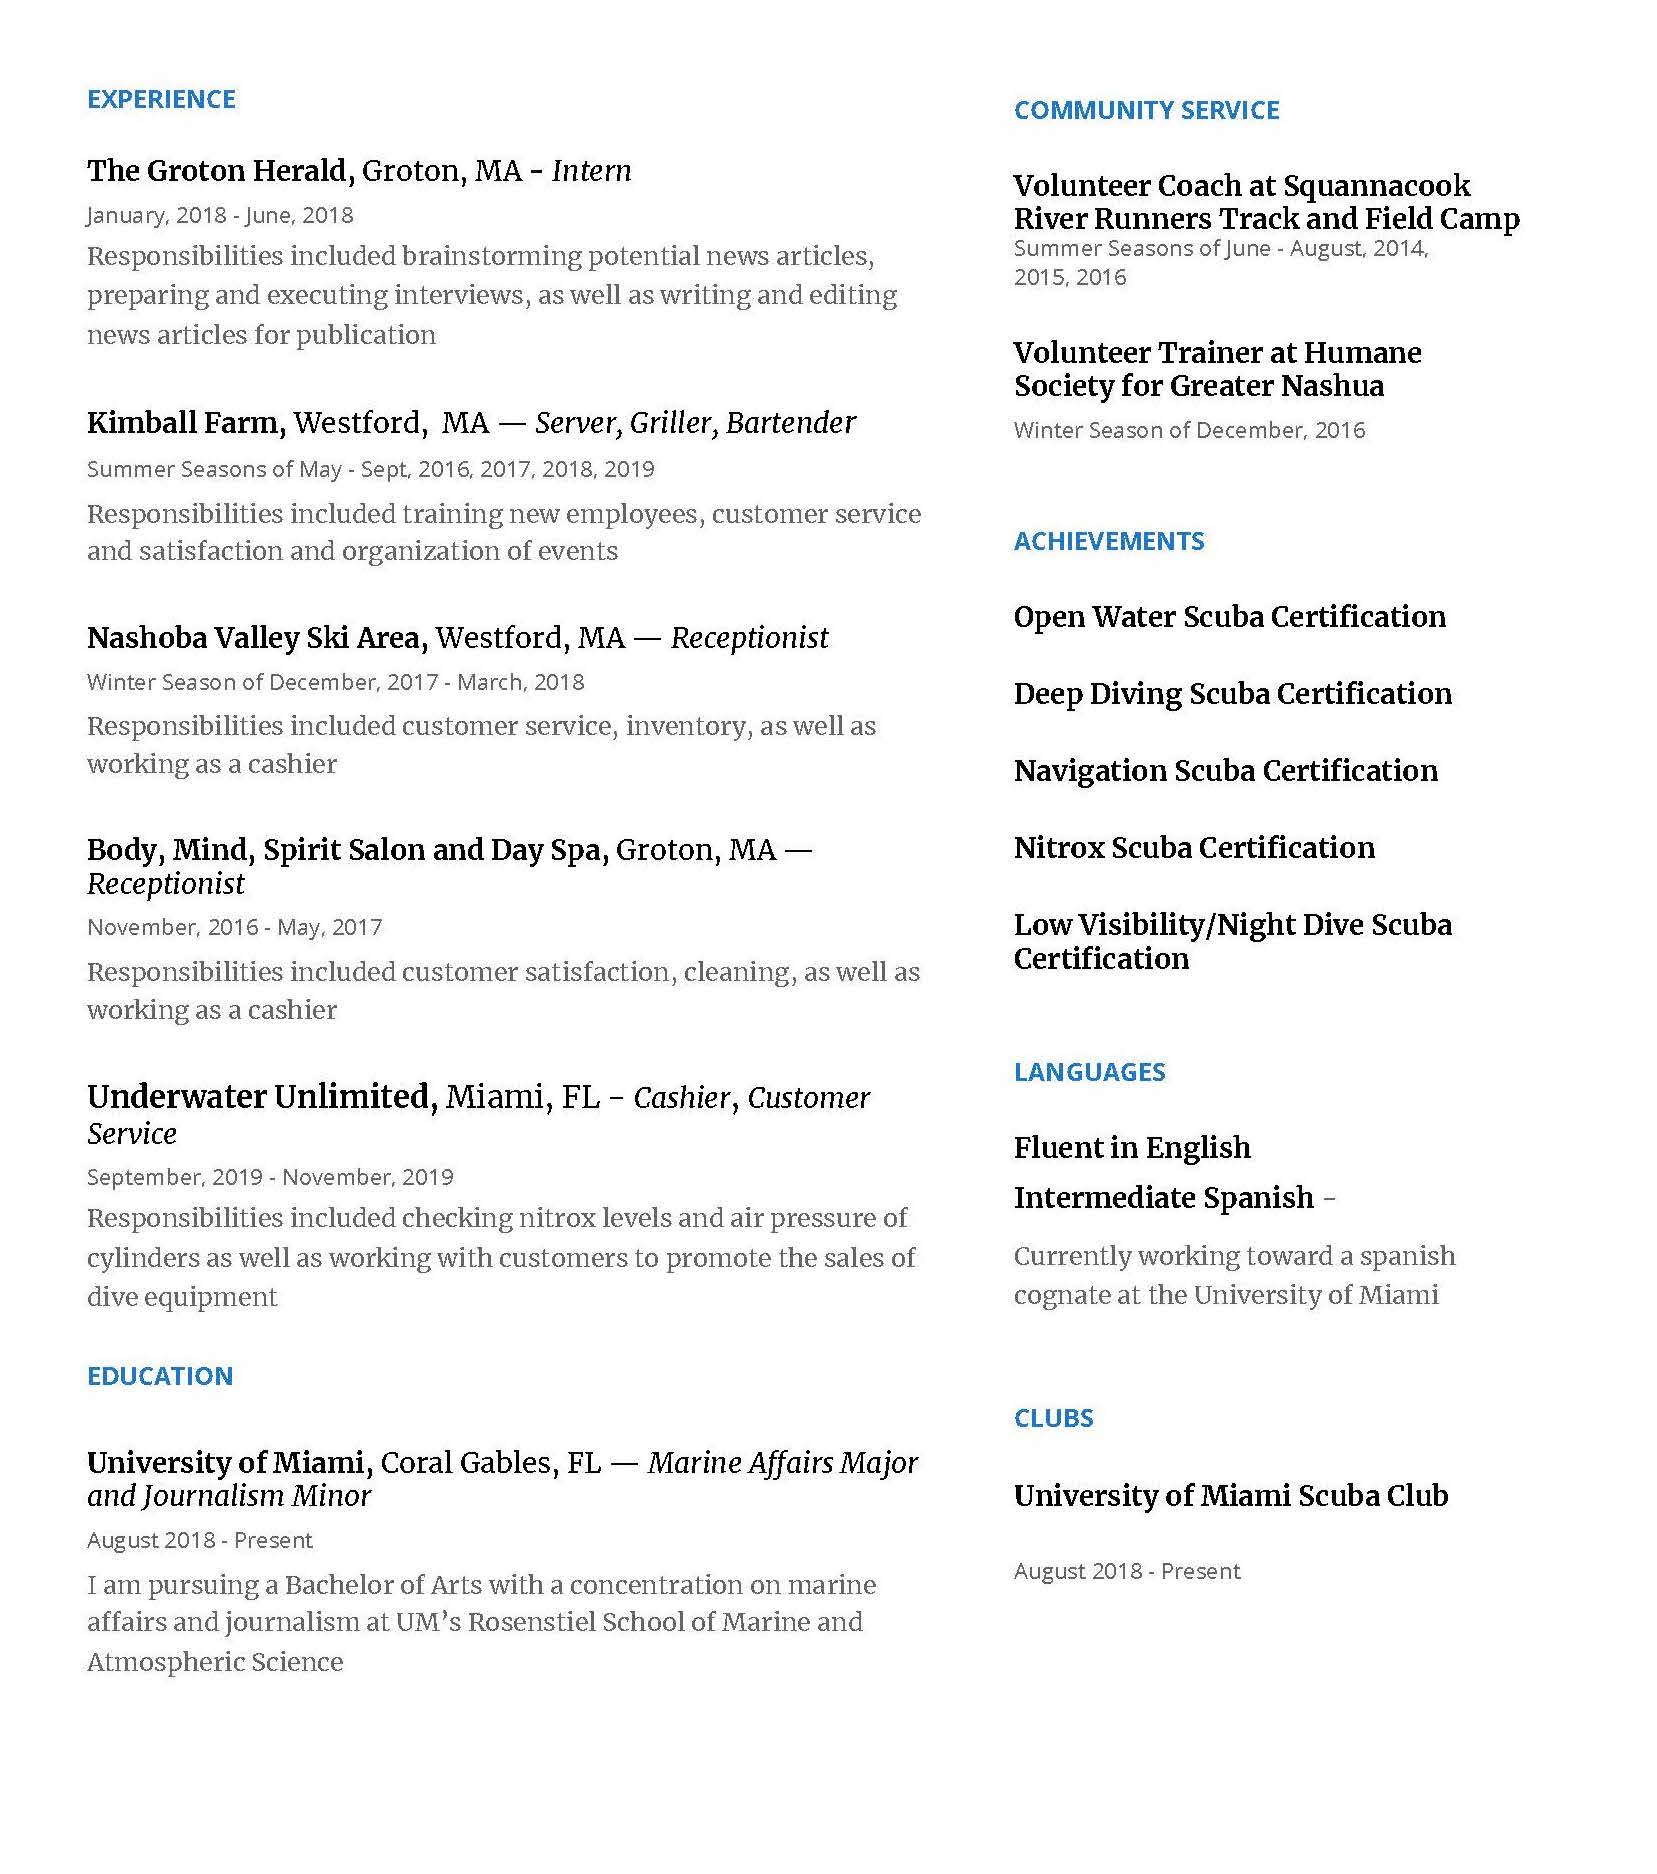 EXPERIENCE
The Groton Herald, Groton, MA - Intern
January, 2018 - June, 2018
Responsibilities included brainstorming potential news articles,
preparing and executing interviews, as well as writing and editing
news articles for publication
Kimball Farm, Westford,  MA — Server, Griller, Bartender
Summer Seasons of May - Sept, 2016, 2017, 2018, 2019
Responsibilities included training new employees, customer service
and satisfaction and organization of events
Nashoba Valley Ski Area, Westford, MA — Receptionist
Winter Season of December, 2017 - March, 2018
Responsibilities included customer service, inventory, as well as
working as a cashier
Body, Mind, Spirit Salon and Day Spa, Groton, MA —
Receptionist
November, 2016 - May, 2017
Responsibilities included customer satisfaction, cleaning, as well as
working as a cashier
Underwater Unlimited, Miami, FL - Cashier, Customer
Service
September, 2019 - November, 2019
Responsibilities included checking nitrox levels and air pressure of
cylinders as well as working with customers to promote the sales of
dive equipment
EDUCATION
University of Miami, Coral Gables, FL — Marine Affairs Major
and Journalism Minor
August 2018 - Present
I am pursuing a Bachelor of Arts with a concentration on marine
affairs and journalism at UM’s Rosenstiel School of Marine and
Atmospheric Science
COMMUNITY SERVICE
Volunteer Coach at Squannacook
River Runners Track and Field Camp
Summer Seasons of June - August, 2014,
2015, 2016
Volunteer Trainer at Humane
Society for Greater Nashua
Winter Season of December, 2016
ACHIEVEMENTS
Open Water Scuba Certification
Deep Diving Scuba Certification
Navigation Scuba Certification
Nitrox Scuba Certification
Low Visibility/Night Dive Scuba
Certification
LANGUAGES
Fluent in English
Intermediate Spanish -
Currently working toward a spanish
cognate at the University of Miami
CLUBS
University of Miami Scuba Club
August 2018 - Present